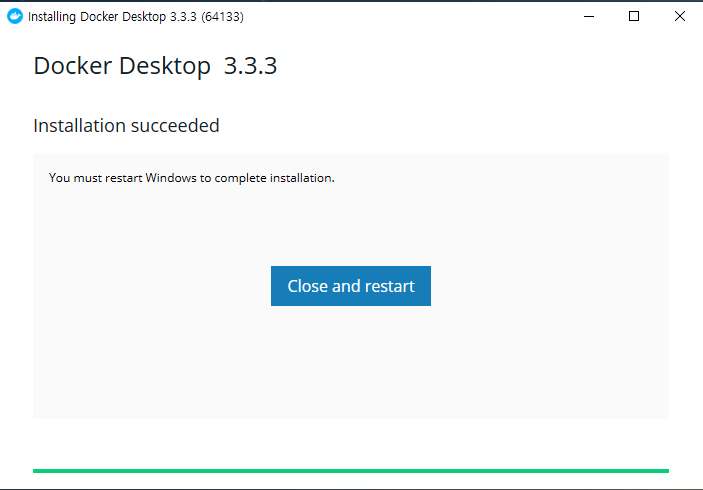 Installing Docker Desktop 3.3.3 (64133)
Docker Desktop 3.3.3
Installation succeeded
You must restart Windows to complete installation.
Close and restart